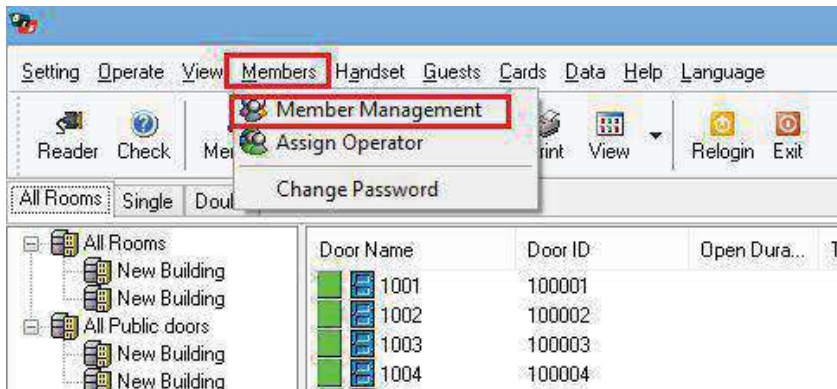 Setting Operate View Members Handset Guests Cards Data Help Language
Member Management
Assign Operator
Change Password
Reader Check View Relogin Exit
All Rooms Single
All Rooms
New Building
New Building
All Public doors
New Building
New Building
Door Name Door ID Open Dura...
1001 100001
1002 100002
1003 100003
1004 100004